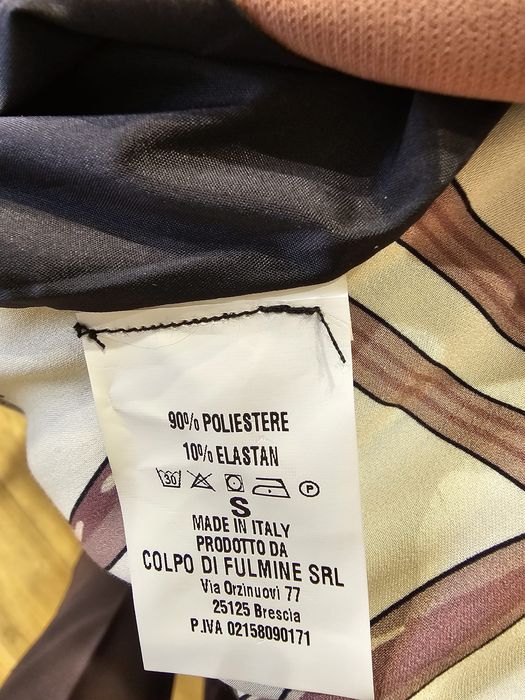 90% POLIESTERE
10% ELASTAN
30 P
S
MADE IN ITALY
PRODOTTO DA
COLPO DI FULMINE SRL
Via Orzinuovi 77
25125 Brescia
P.IVA 02158090171